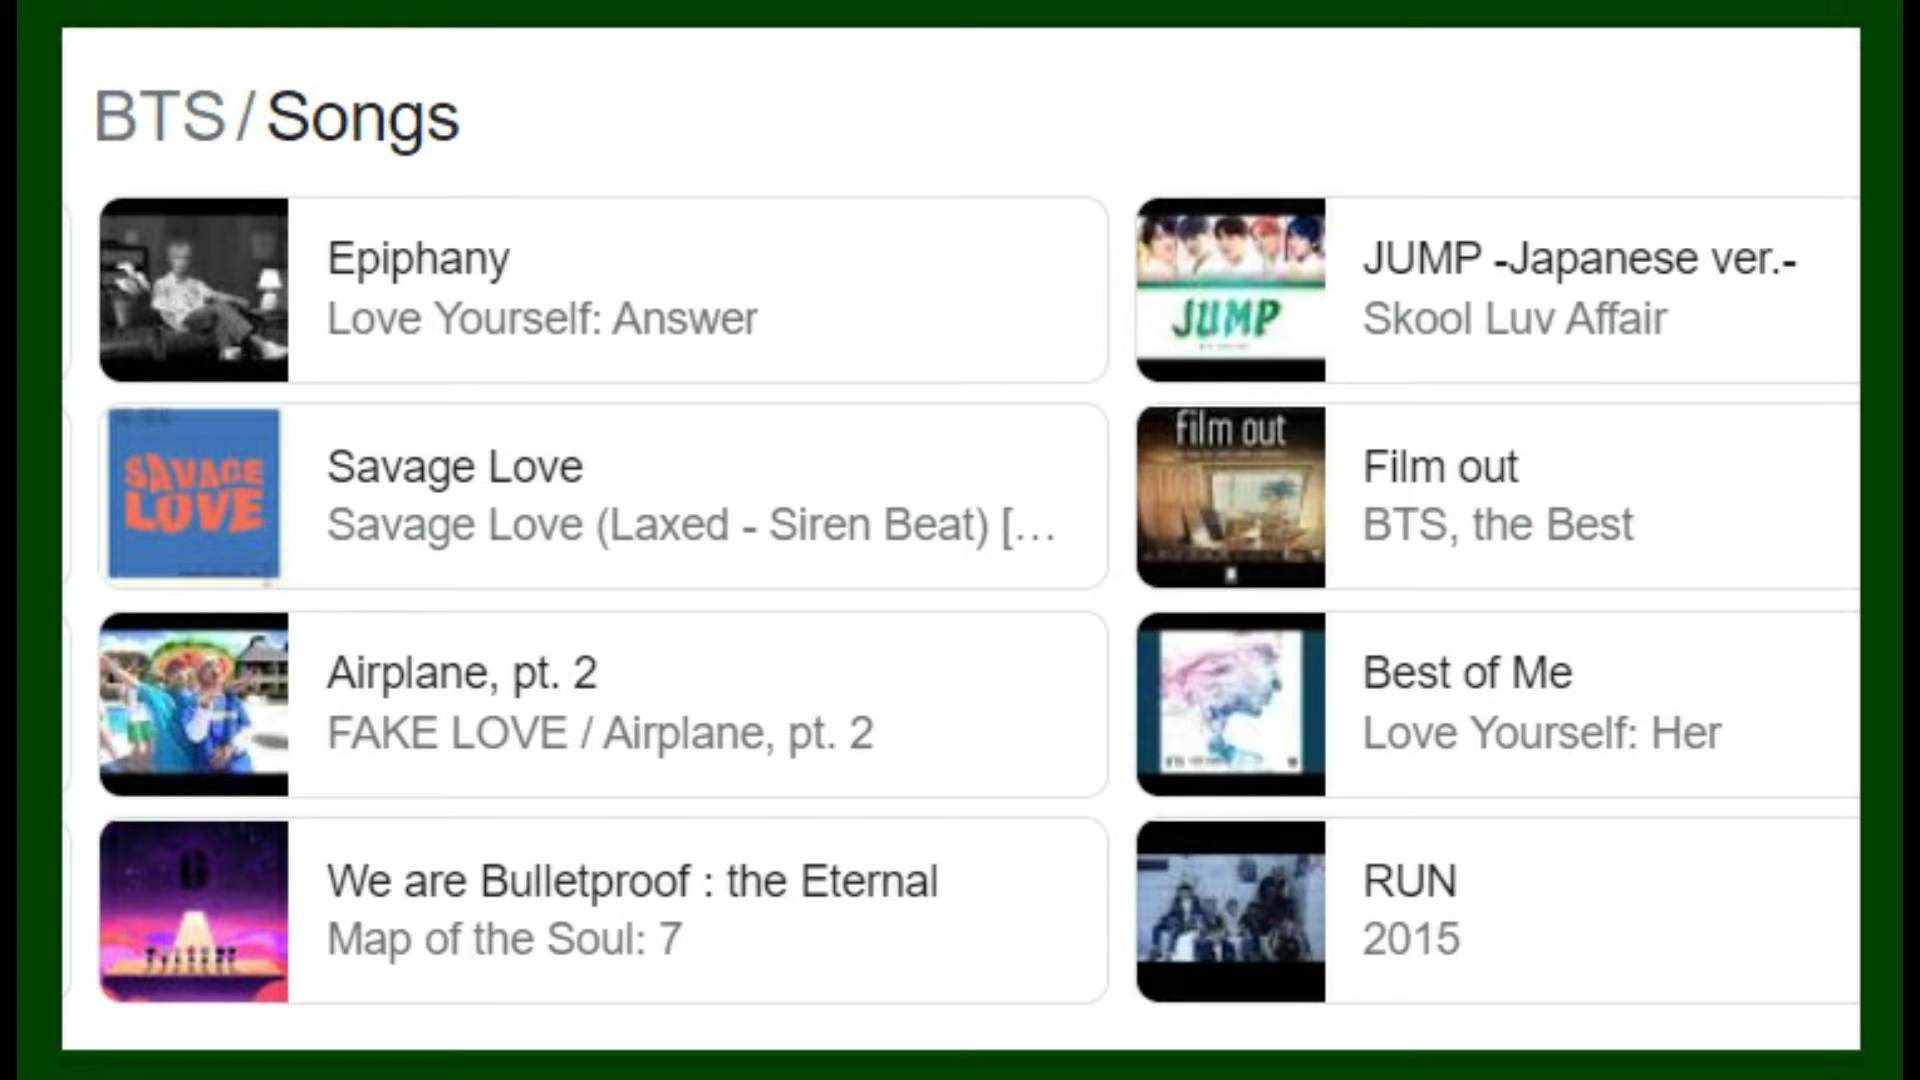 BTS / Songs
Epiphany
Love Yourself: Answer
JUMP
JUMP -Japanese ver.-
Skool Luv Affair
SAVAGE
LOVE
Savage Love
Savage Love (Laxed - Siren Beat) [...
Film out
Film out
BTS, the Best
Airplane, pt. 2
FAKE LOVE / Airplane, pt. 2
Best of Me
Love Yourself: Her
We are Bulletproof : the Eternal
Map of the Soul: 7
RUN
2015